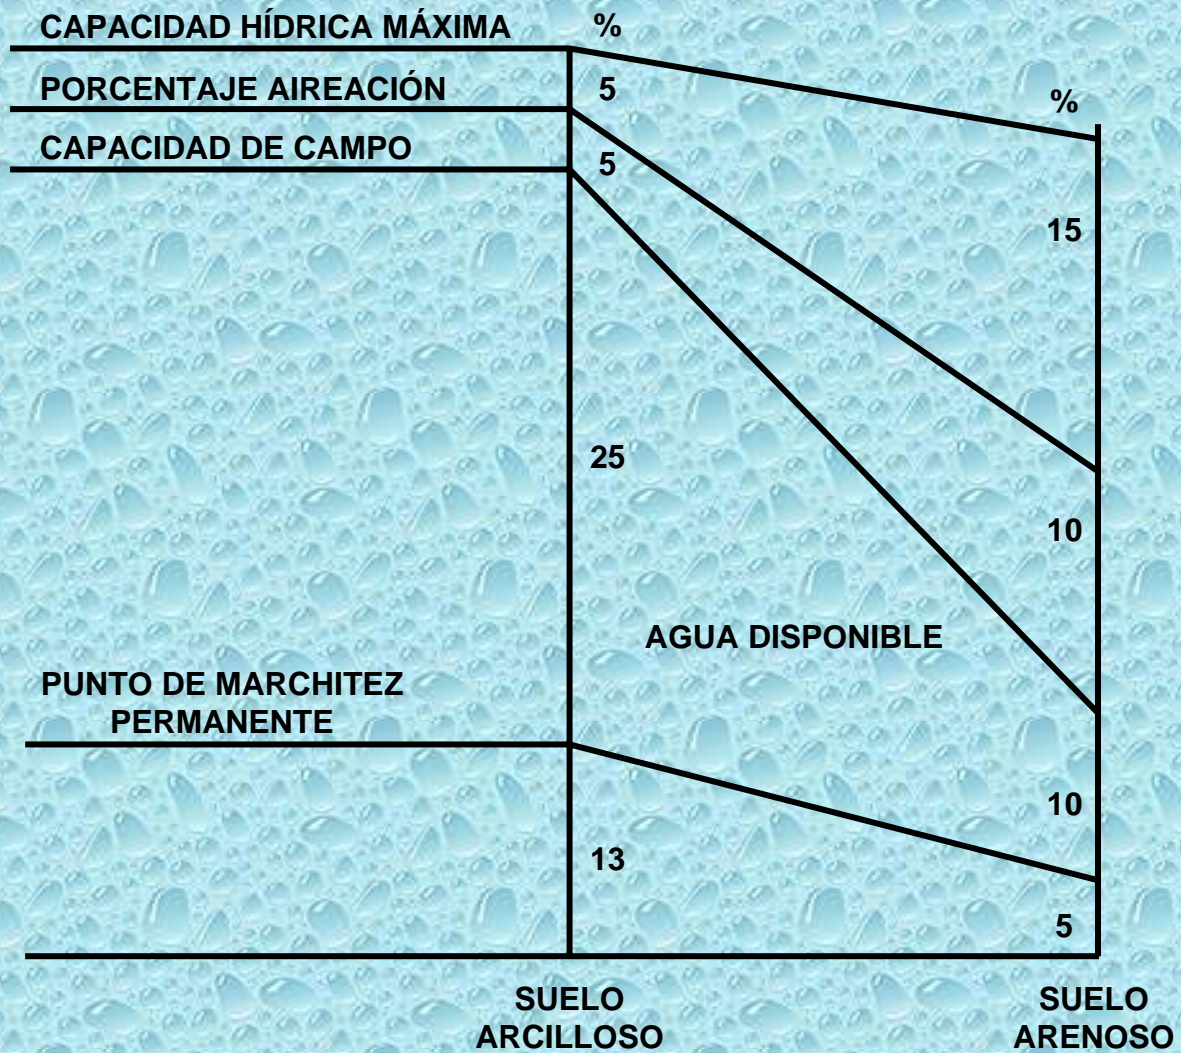 CAPACIDAD HÍDRICA MÁXIMA
%
PORCENTAJE AIREACIÓN
5
%
CAPACIDAD DE CAMPO
5
15
25
10
AGUA DISPONIBLE
PUNTO DE MARCHITEZ
PERMANENTE
10
13
5
SUELO
ARCILLOSO
SUELO
ARENOSO